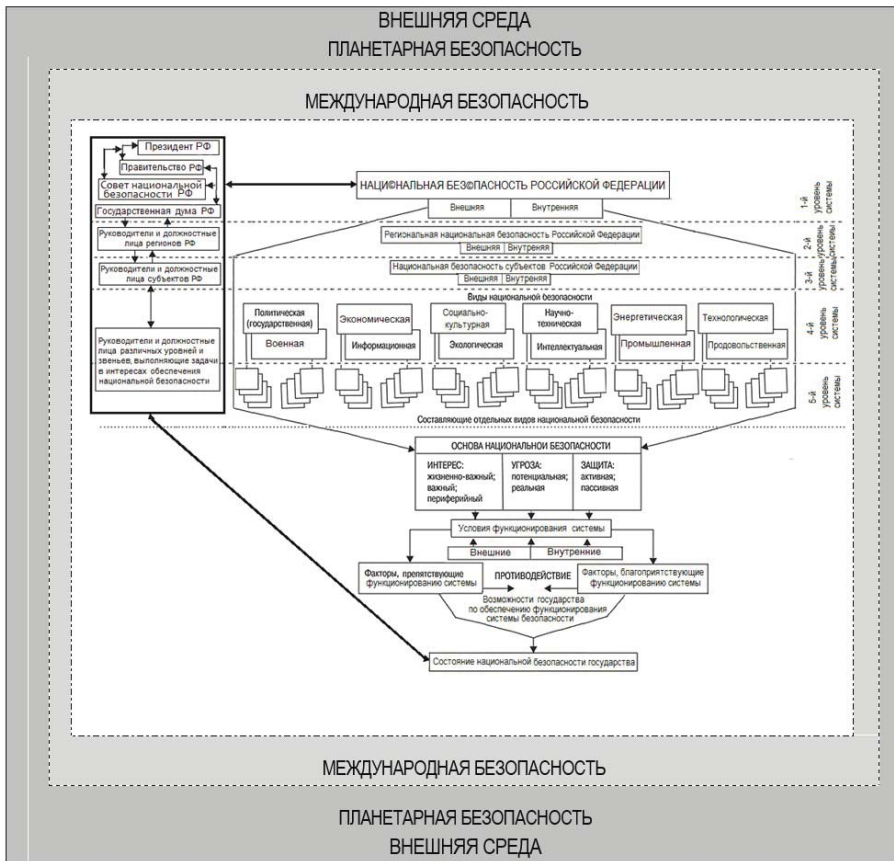 ВНЕШНЯЯ СРЕДА
ПЛАНЕТАРНАЯ БЕЗОПАСНОСТЬ
МЕЖДУНАРОДНАЯ БЕЗОПАСНОСТЬ
Президент РФ
Правительство РФ
Совет национальной
безопасности РФ
Государственная дума РФ
Руководители и должностные
лица регионов РФ
Руководители и должностные
лица субъектов РФ
Руководители и должностные
лица различных уровней и
звеньев, выполняющие задачи
в интересах обеспечения
национальной безопасности
НАЦИФНАЛЬНАЯ БЕЗФПАСНОСТЬ РОССИЙСКОЙ ФЕДЕРАЦИИ
Внешняя Внутренняя
1-й
уровень
системы
Региональная национальная безопасность Российской Федерации
Внешняя Внутреняя
2-й
уровень
системы
Национальная безопасность субъектов Российской Федерации
Внешняя Внутреняя
3-й
уровень
системы
Виды национальной безопасности
Политическая
(государственная)
Военная
Экономическая
Информационная
Социально-
культурная
Экологическая
Научно-
техническая
Интеллектуальная
Энергетическая
Промышленная
Технологическая
Продовольственная
4-й
уровень
системы
5-й
уровень
системы
Составляющие отдельных видов национальной безопасности
ОСНОВА НАЦИОНАЛЬНОИ БЕЗОПАСНОСТИ
ИНТЕРЕС:
жизненно-важный;
важный;
периферийный
УГРОЗА:
потенциальная;
реальная
ЗАЩИТА:
активная;
пассивная
Условия функционирования системы
Внешние Внутренние
Факторы, препятствующие
функционированию системы
ПРОТИВОДЕЙСТВИЕ
Факторы, благоприятствующие
функционированию системы
Возможности государства
по обеспечению функционирования
системы безопасности
Состояние национальной безопасности государства
МЕЖДУНАРОДНАЯ БЕЗОПАСНОСТЬ
ПЛАНЕТАРНАЯ БЕЗОПАСНОСТЬ
ВНЕШНЯЯ СРЕДА